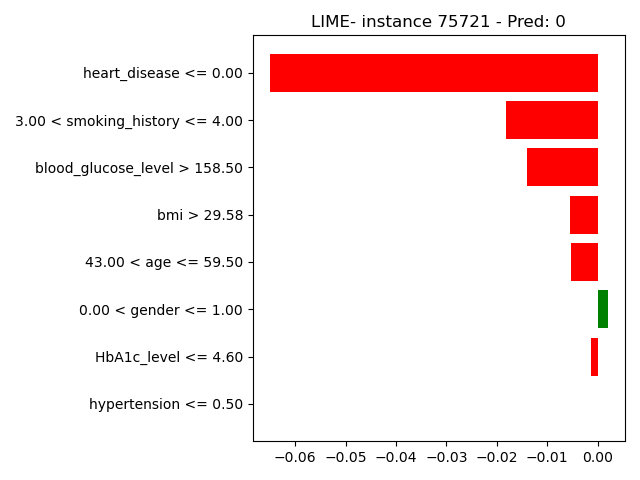 LIME- instance 75721 - Pred: 0
heart_disease <= 0.00
3.00 < smoking_history <= 4.00
blood_glucose_level > 158.50
bmi > 29.58
43.00 < age <= 59.50
0.00 < gender <= 1.00
HbA1c_level <= 4.60
hypertension <= 0.50
−0.06 −0.05 −0.04 −0.03 −0.02 −0.01 0.00